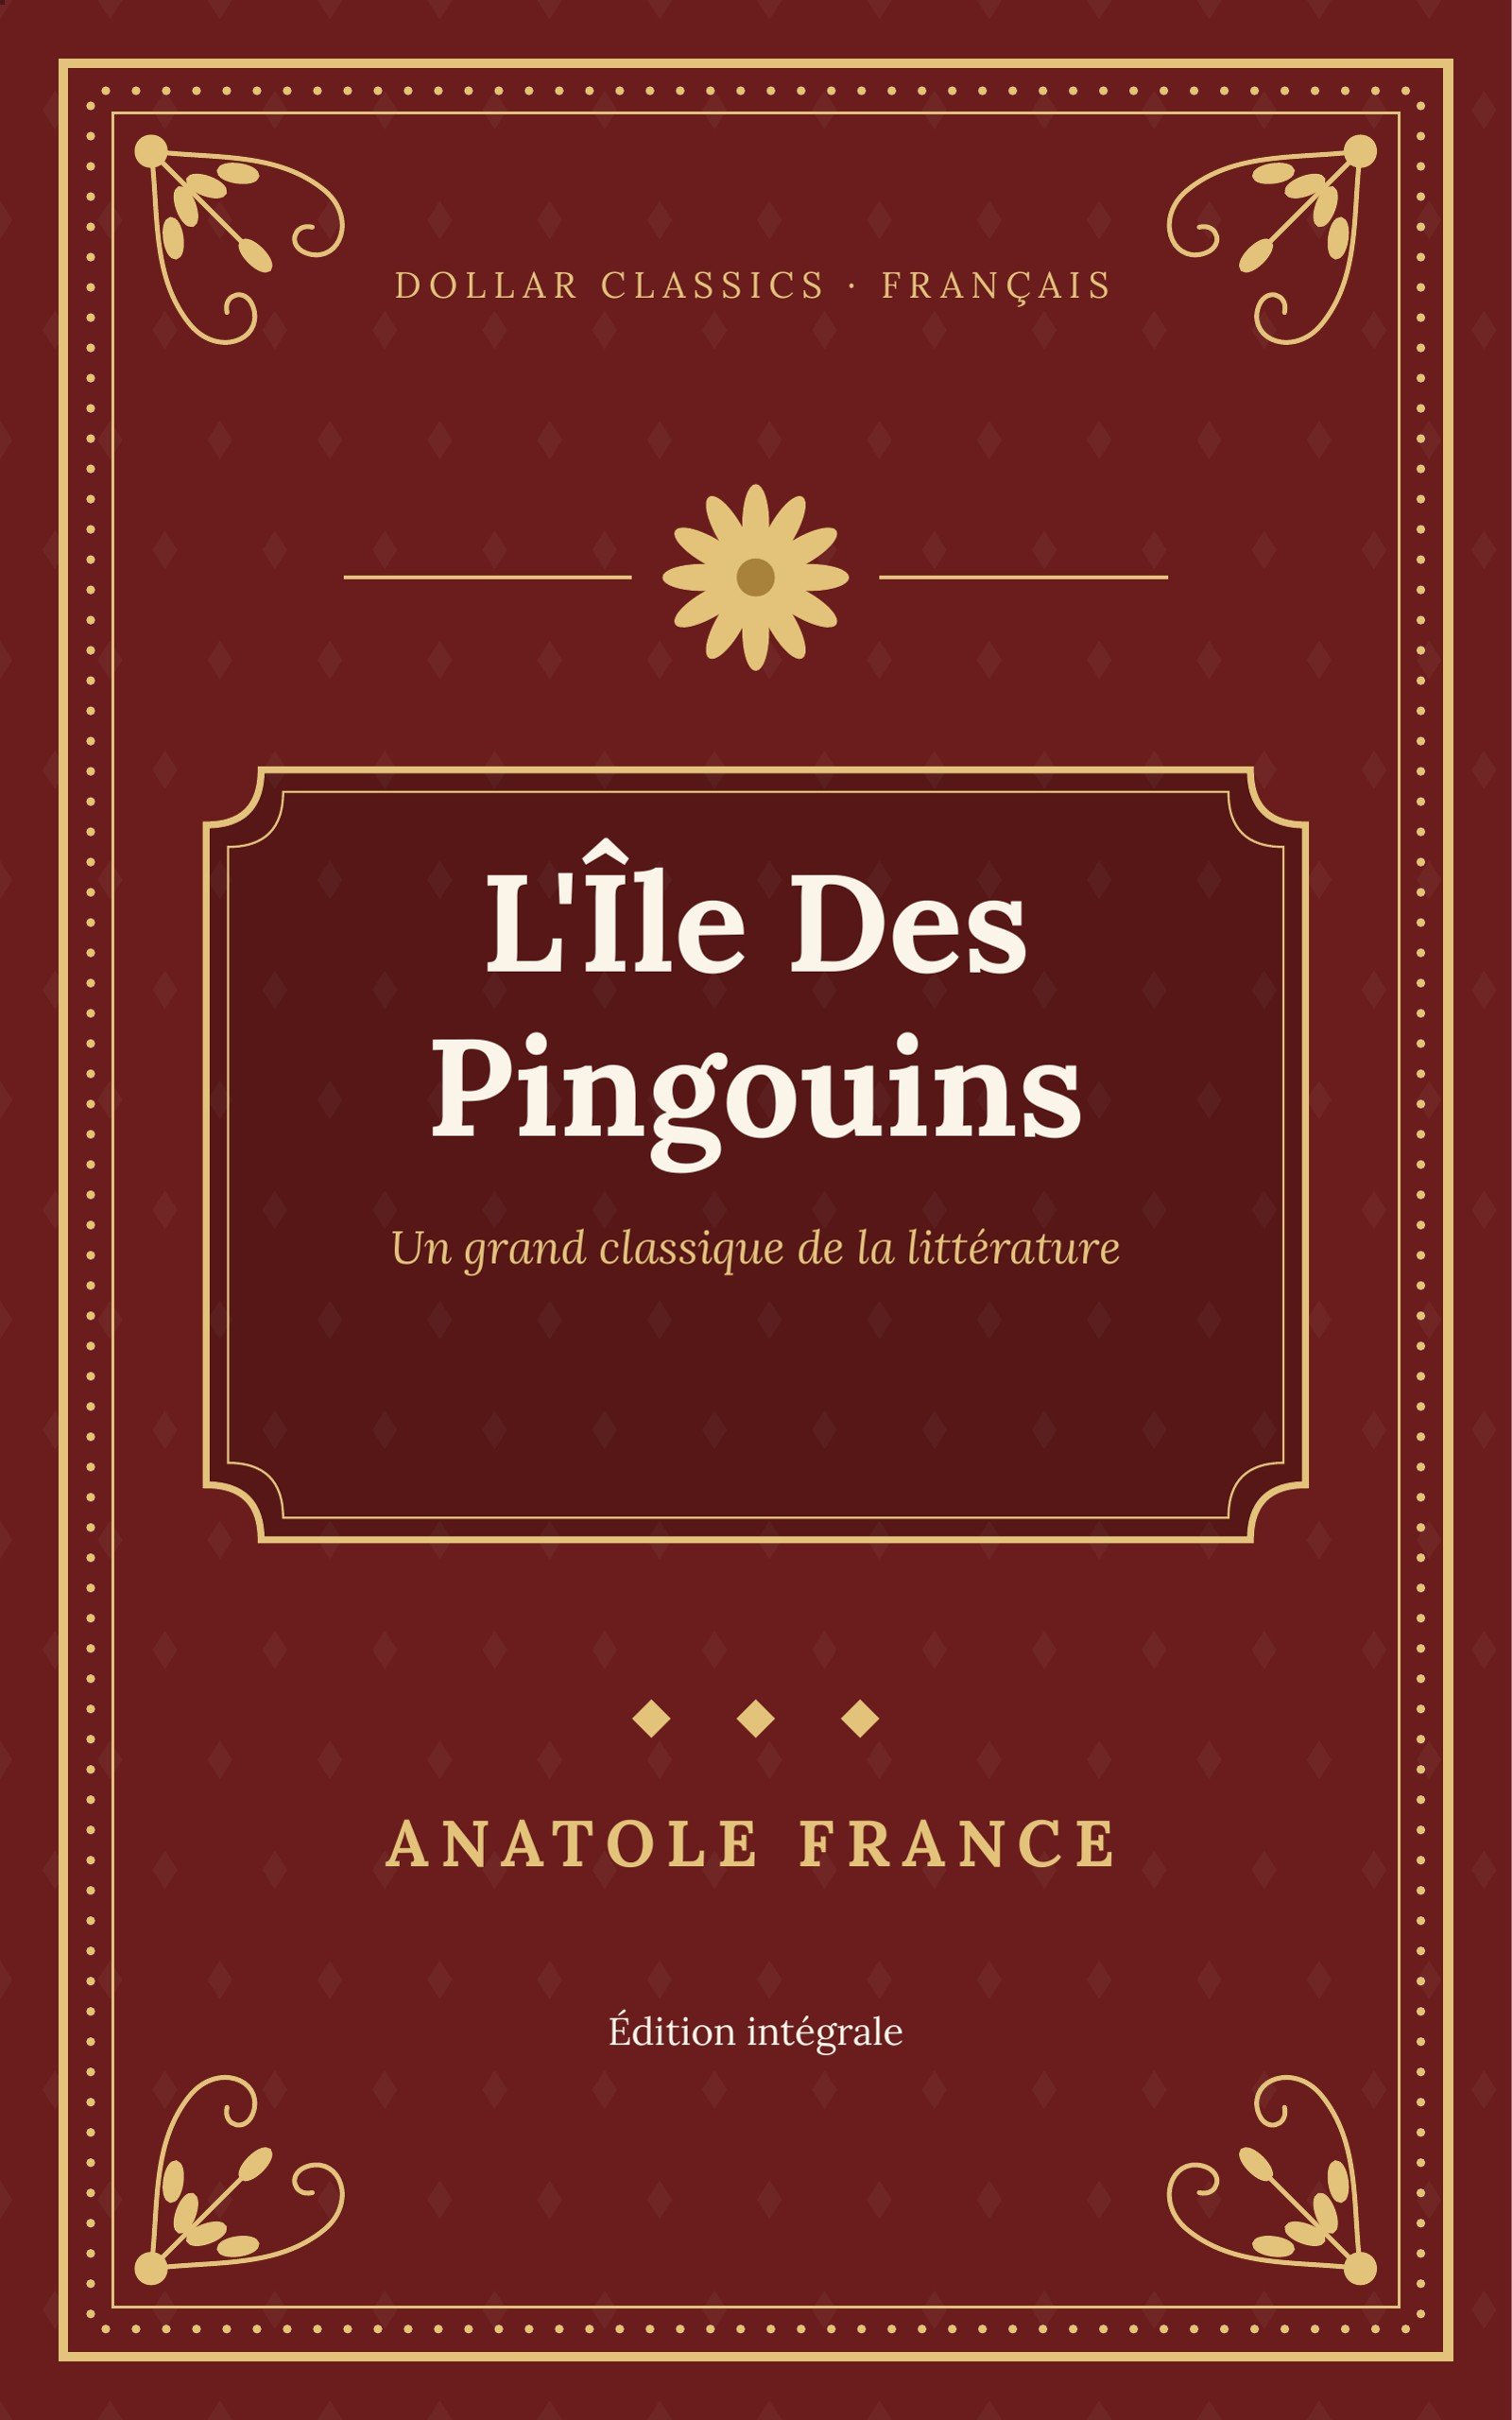 DOLLAR CLASSICS · FRANÇAIS
L'Île Des
Pingouins
Un grand classique de la littérature
ANATOLE FRANCE
Édition intégrale